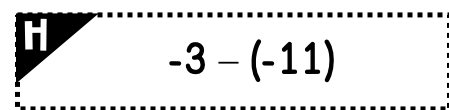 H
-3 – (-11)